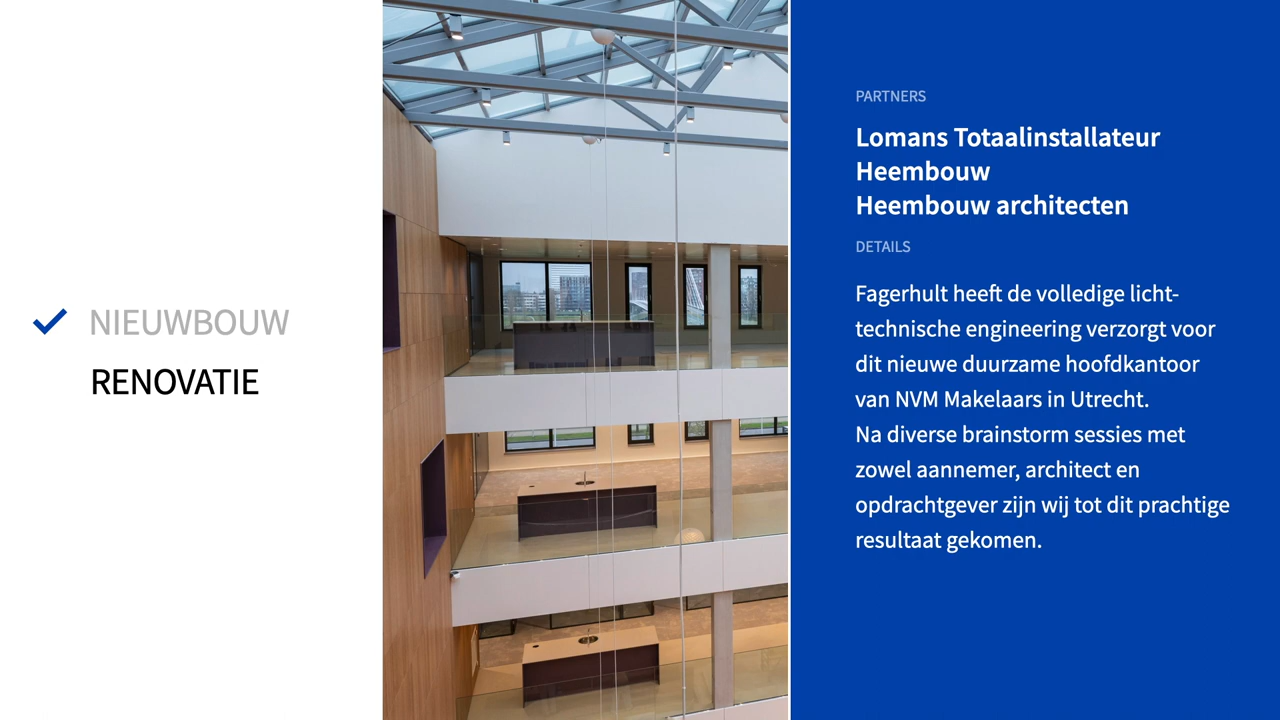 NIEUWBOUW
RENOVATIE
PARTNERS
Lomans Totaalinstallateur
Heembouw
Heembouw architecten
DETAILS
Fagerhult heeft de volledige licht-
technische engineering verzorgt voor
dit nieuwe duurzame hoofdkantoor
van NVM Makelaars in Utrecht.
Na diverse brainstorm sessies met
zowel aannemer, architect en
opdrachtgever zijn wij tot dit prachtige
resultaat gekomen.